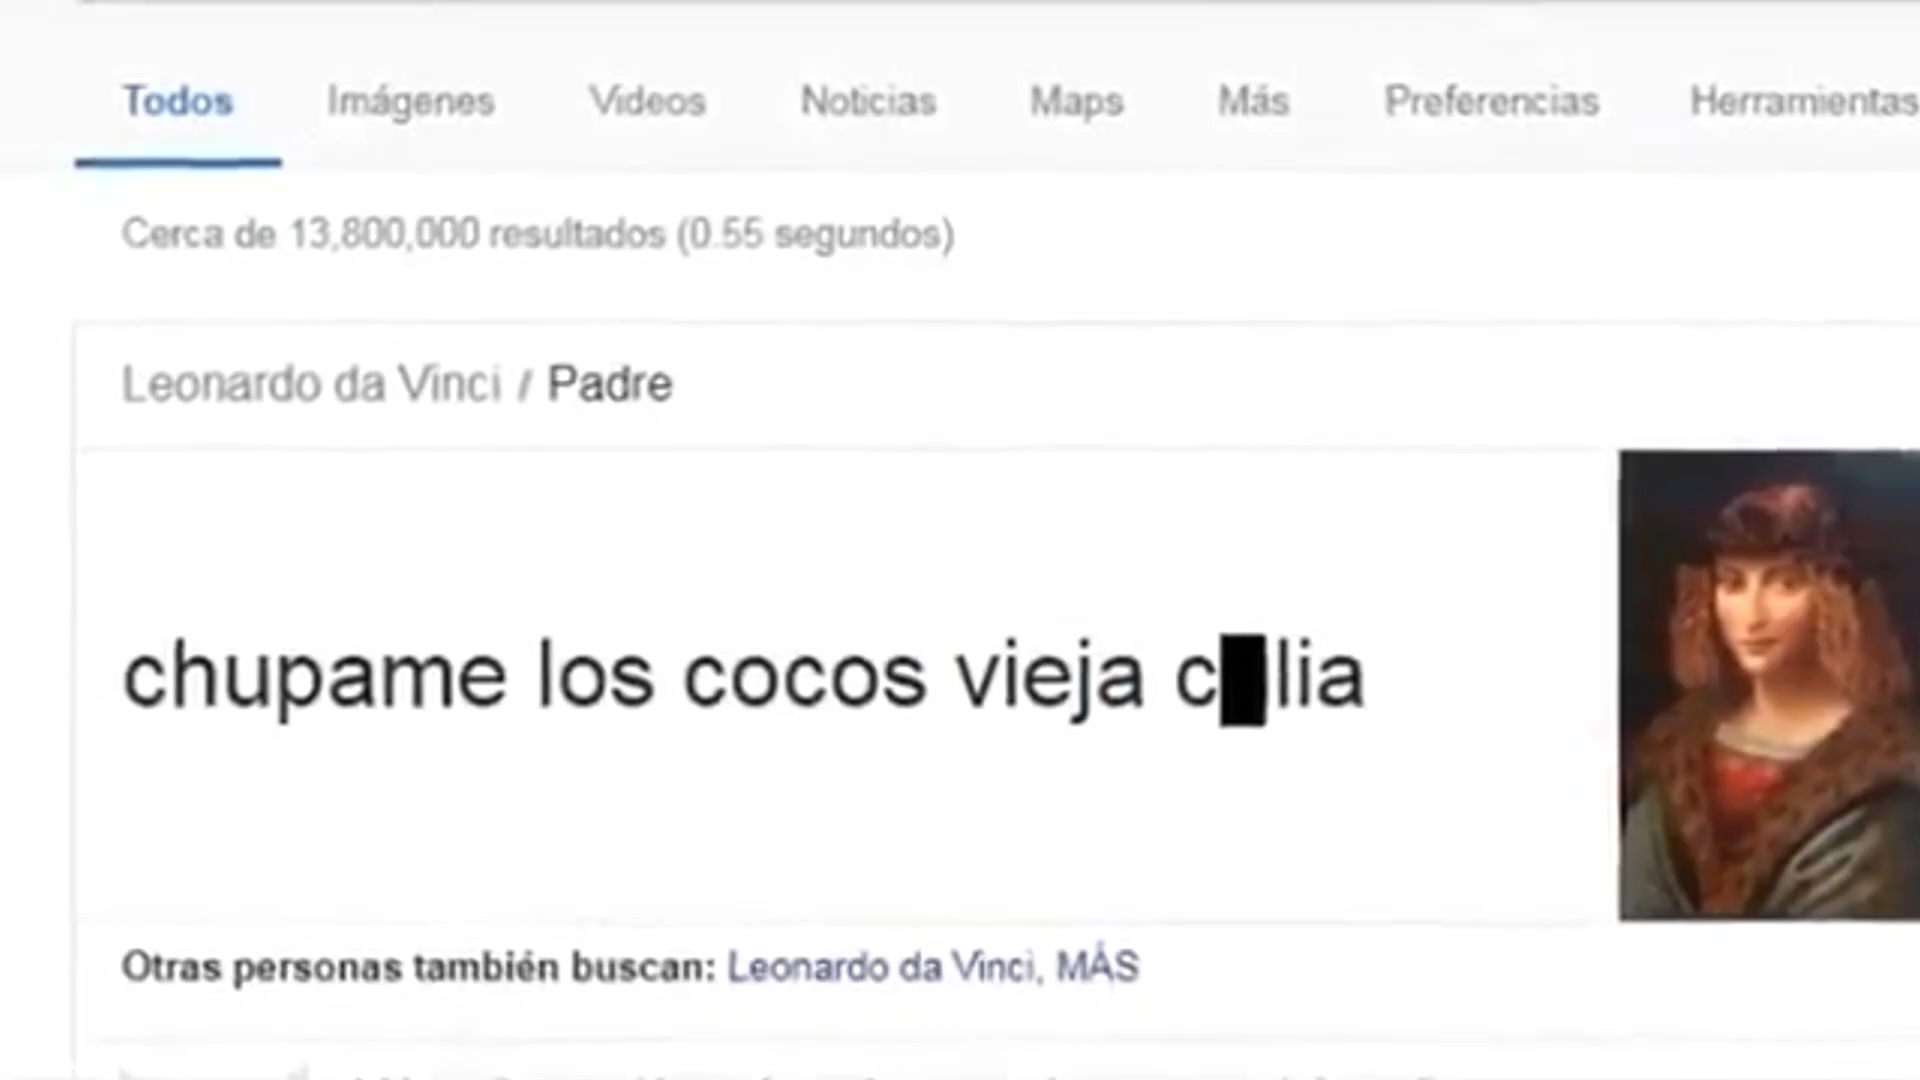 Todos Imágenes Videos Noticias Maps Más Preferencias Herramientas
Cerca de 13,800,000 resultados (0.55 segundos)
Leonardo da Vinci / Padre
chupame los cocos vieja c█lia
Otras personas también buscan: Leonardo da Vinci, MÁS